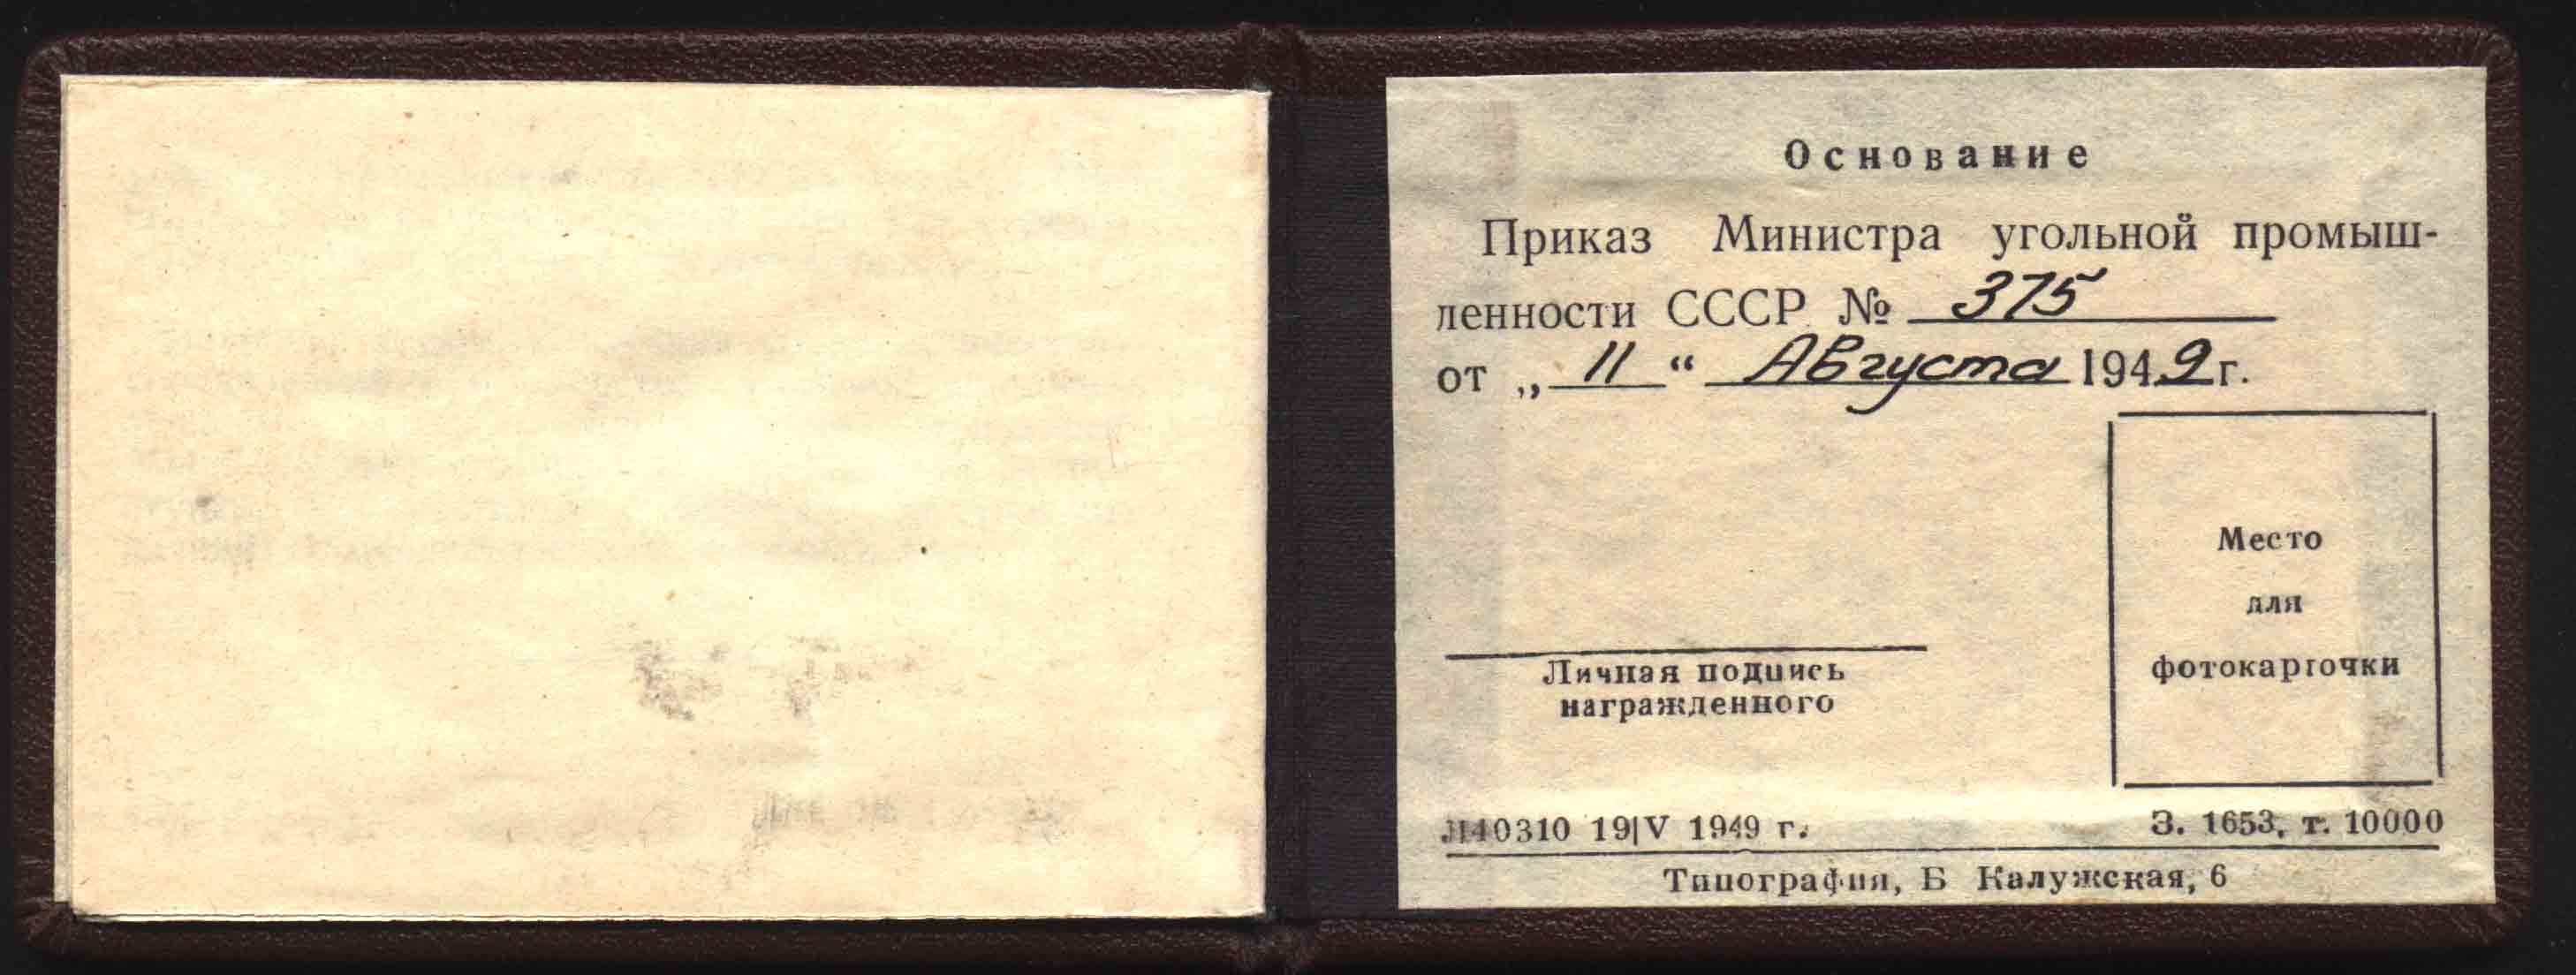 Основание
Приказ Министра угольной промыш-
ленности СССР № 375
от „ 11 “ Августа 1949 г.
Место
для
фотокарточки
Личная подпись
награжденного
Л40310 19|V 1949 г.
З. 1653, т. 10000
Типография, Б Калужская, 6